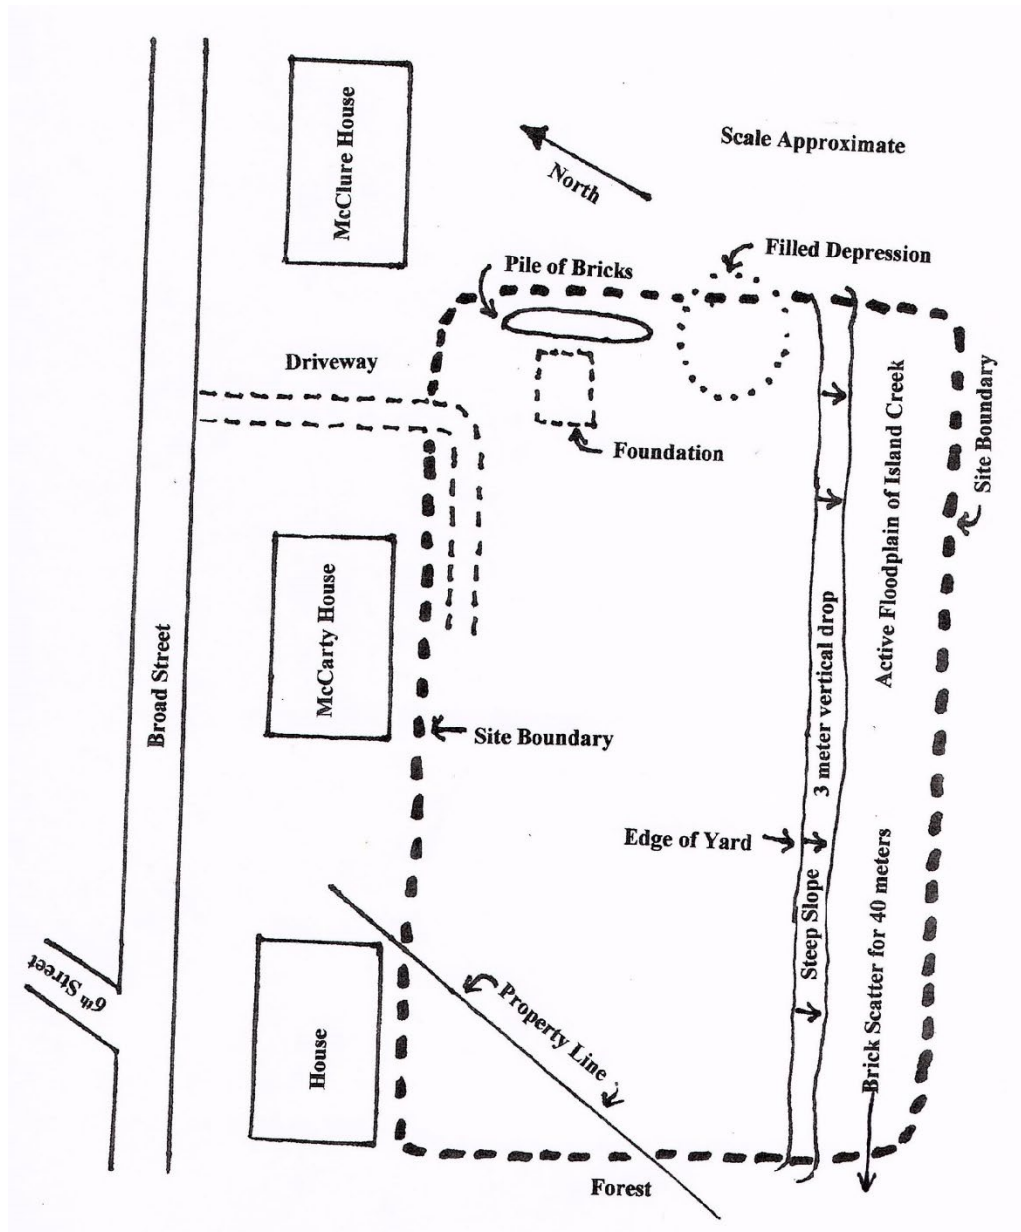 McClure House
North
Scale Approximate
Filled Depression
Pile of Bricks
Driveway
Foundation
Site Boundary
Active Floodplain of Island Creek
McCarty House
Broad Street
Site Boundary
3 meter vertical drop
Edge of Yard
Steep Slope
Brick Scatter for 40 meters
6th Street
House
Property Line
Forest